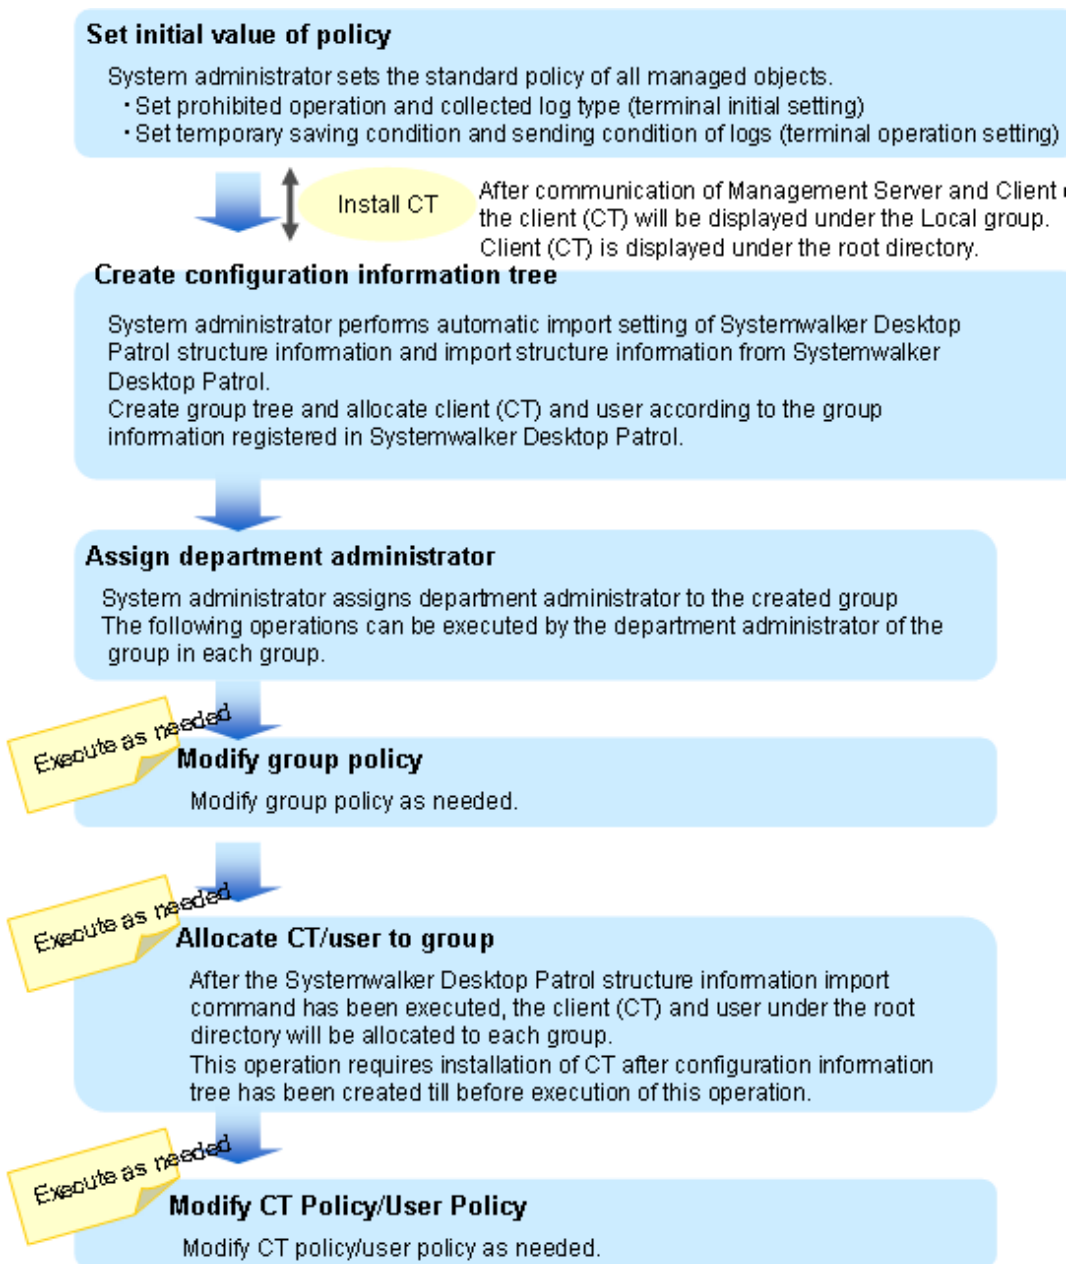 Set initial value of policy
System administrator sets the standard policy of all managed objects.
・Set prohibited operation and collected log type (terminal initial setting)
・Set temporary saving condition and sending condition of logs (terminal operation setting)
Install CT
After communication of Management Server and Client
the client (CT) will be displayed under the Local group.
Client (CT) is displayed under the root directory.
Create configuration information tree
System administrator performs automatic import setting of Systemwalker Desktop
Patrol structure information and import structure information from Systemwalker
Desktop Patrol.
Create group tree and allocate client (CT) and user according to the group
information registered in Systemwalker Desktop Patrol.
Assign department administrator
System administrator assigns department administrator to the created group
The following operations can be executed by the department administrator of the
group in each group.
Execute as needed
Modify group policy
Modify group policy as needed.
Execute as needed
Allocate CT/user to group
After the Systemwalker Desktop Patrol structure information import
command has been executed, the client (CT) and user under the root
directory will be allocated to each group.
This operation requires installation of CT after configuration information
tree has been created till before execution of this operation.
Execute as needed
Modify CT Policy/User Policy
Modify CT policy/user policy as needed.